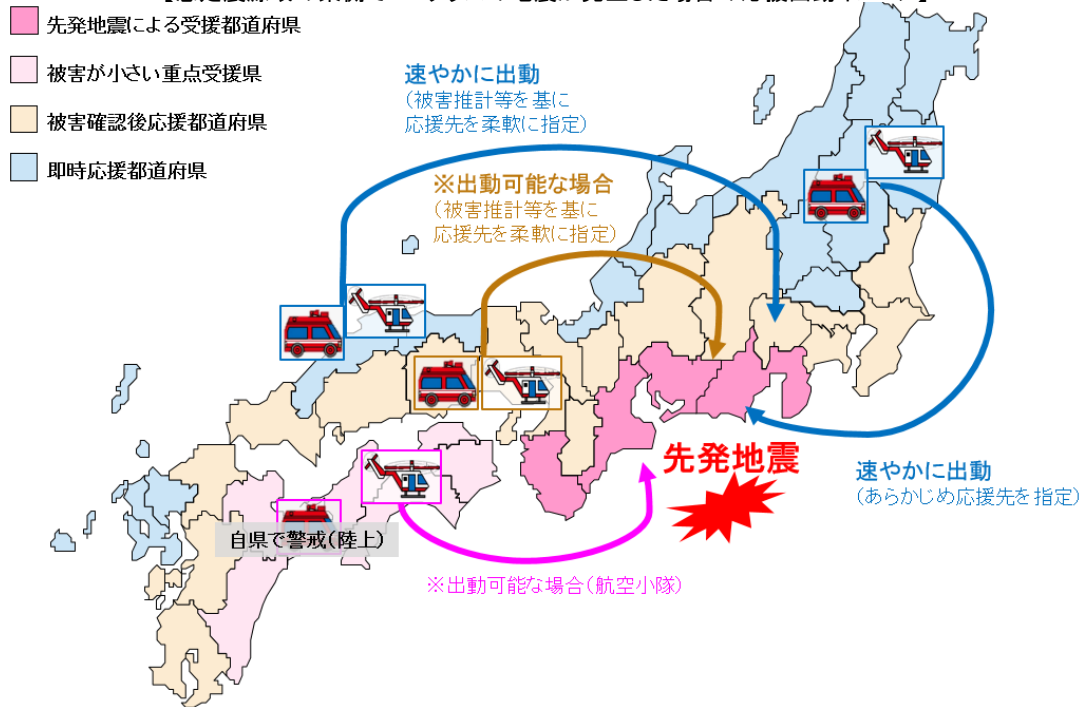 先発地震による受援都道府県
被害が小さい重点受援県
被害確認後応援都道府県
即時応援都道府県
速やかに出動
(被害推計等を基に
応援先を柔軟に指定)
※出動可能な場合
(被害推計等を基に
応援先を柔軟に指定)
先発地震
速やかに出動
(あらかじめ応援先を指定)
自県で警戒(陸上)
※出動可能な場合(航空小隊)